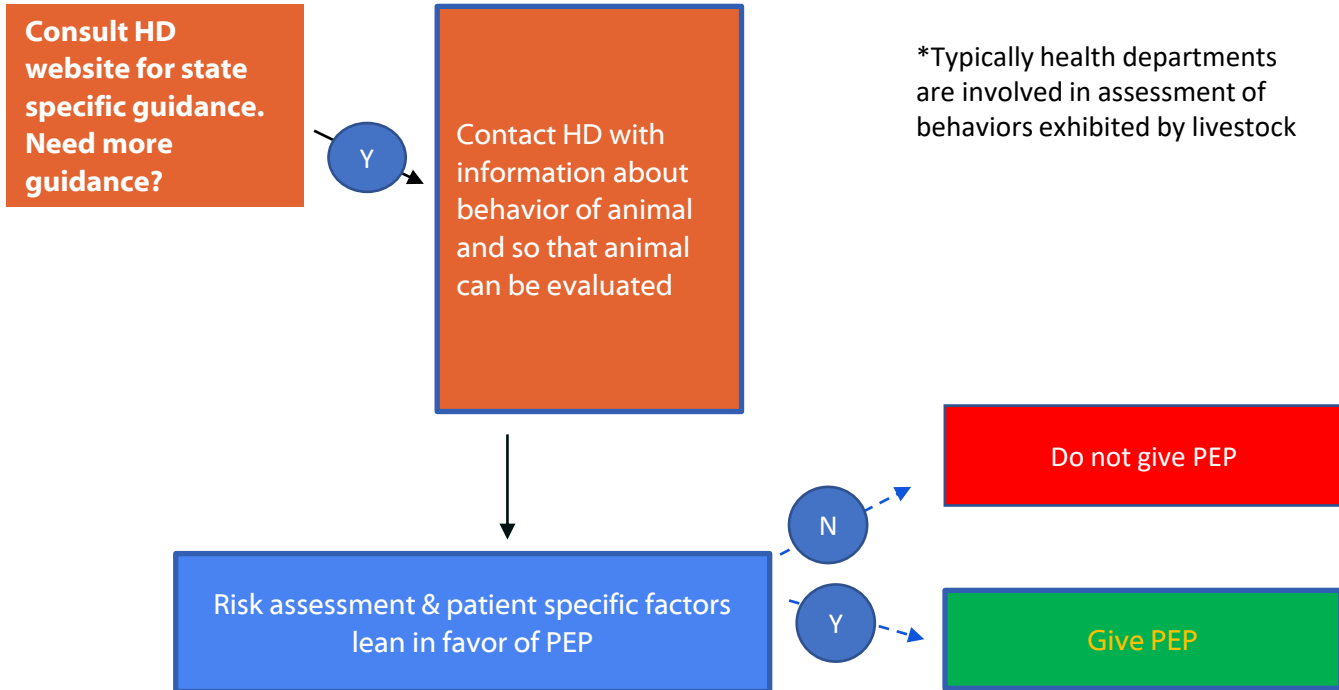 Consult HD
website for state
specific guidance.
Need more
guidance?
Y
Contact HD with
information about
behavior of animal
and so that animal
can be evaluated
*Typically health departments
are involved in assessment of
behaviors exhibited by livestock
Risk assessment & patient specific factors
lean in favor of PEP
N
Do not give PEP
Y
Give PEP